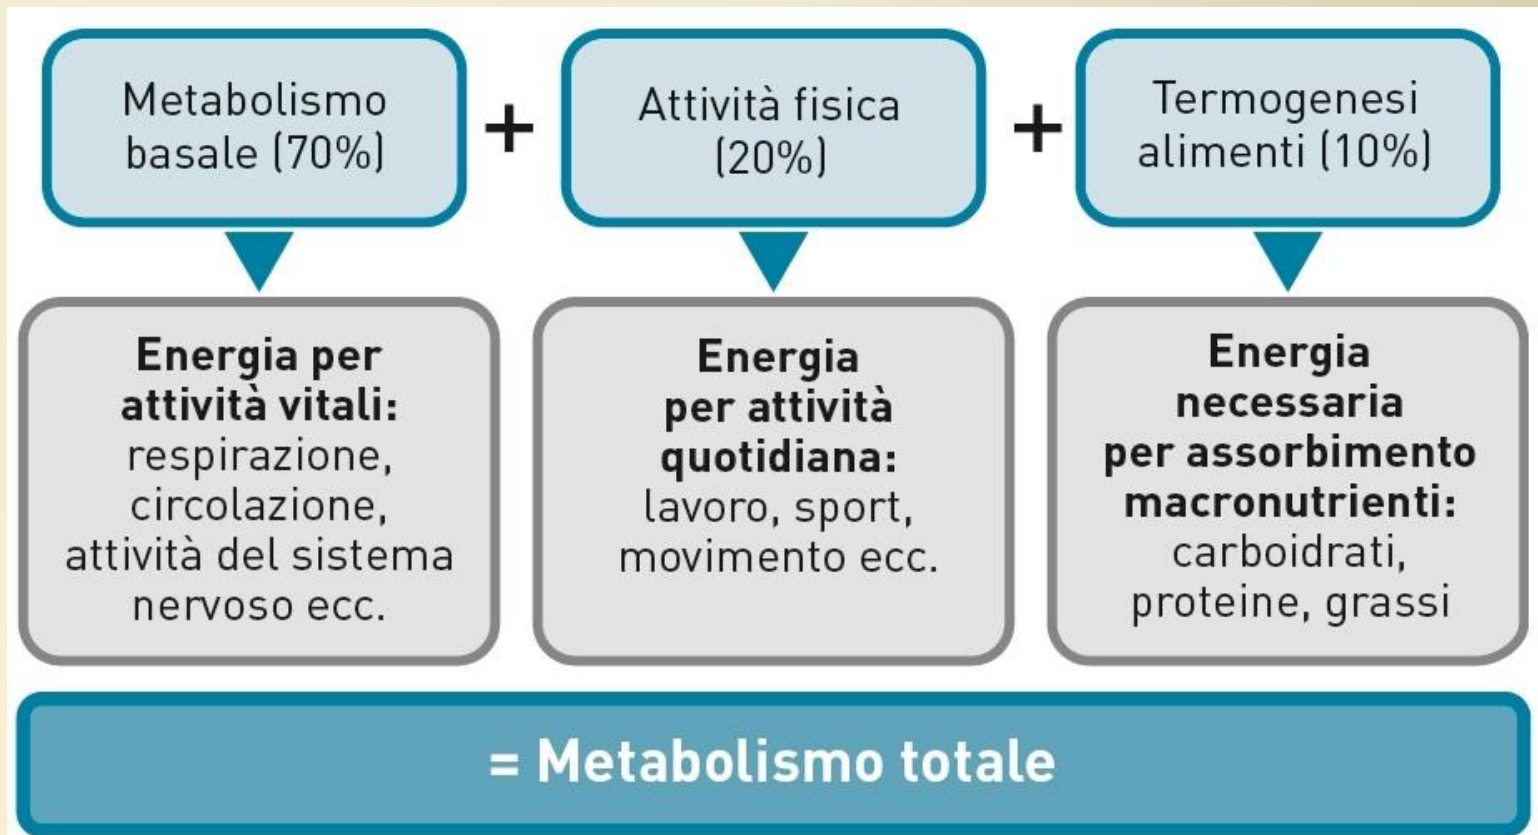 Metabolismo
basale (70%)
+
Attività fisica
(20%)
+
Termogenesi
alimenti (10%)
Energia per
attività vitali:
respirazione,
circolazione,
attività del sistema
nervoso ecc.
Energia
per attività
quotidiana:
lavoro, sport,
movimento ecc.
Energia
necessaria
per assorbimento
macronutrienti:
carboidrati,
proteine, grassi
= Metabolismo totale